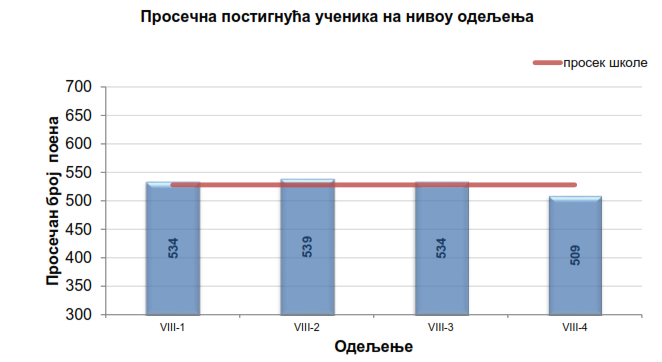 Просечна постигнућа ученика на нивоу одељења
просек школе
Просечан број поена
700
650
600
550
500
450
400
350
300
534
539
534
509
VIII-1
VIII-2
VIII-3
VIII-4
Одељење